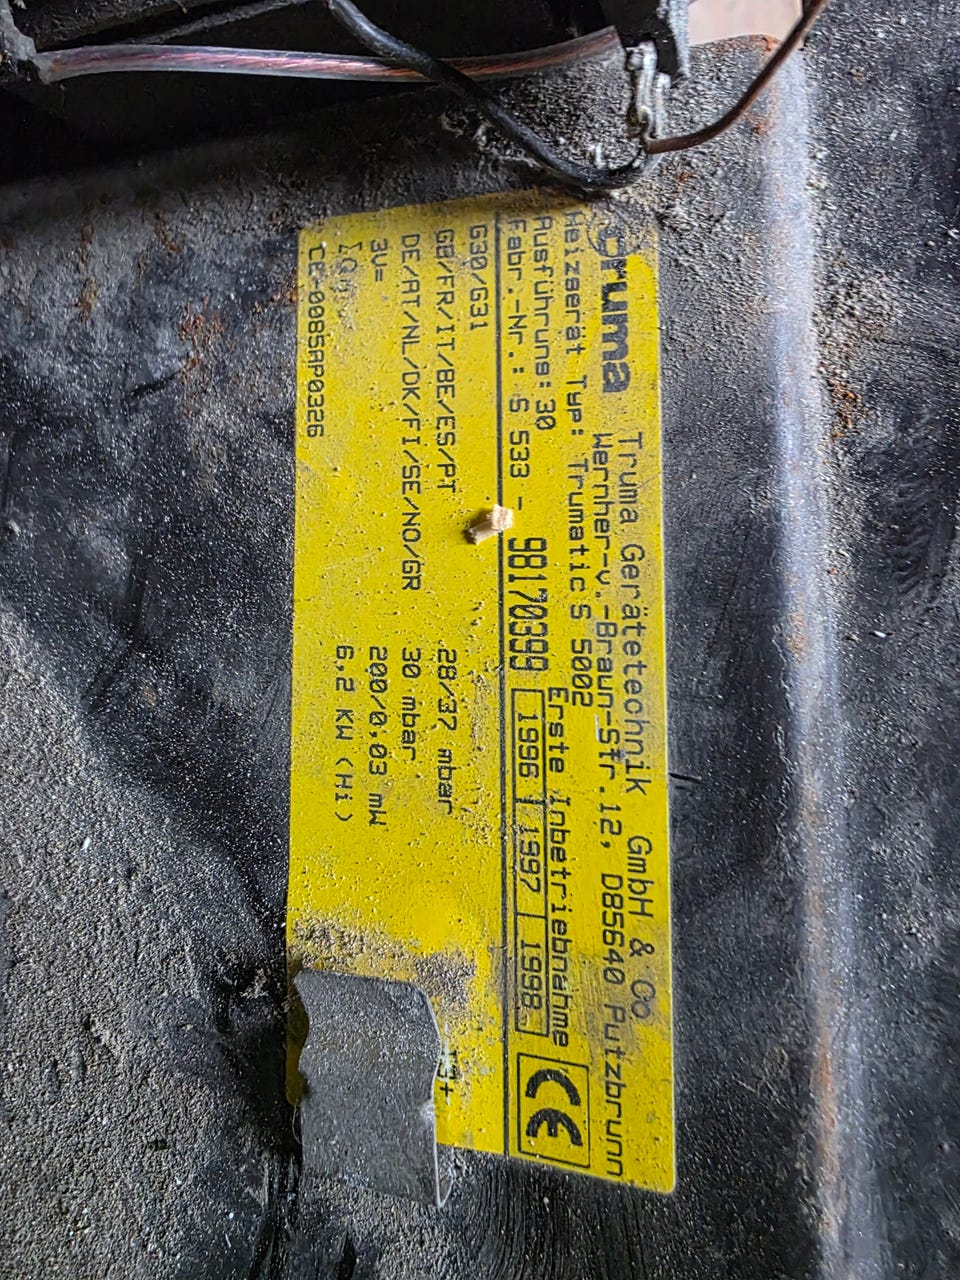 Truma
Truma Gerätetechnik GmbH & Co
Wernher-v.-Braun-Str.12, D85640 Putzbrunn
Heizgerät Typ: Trumatic S 5002
Ausführung: 30
Erste Inbetriebnahme
Fabr.-Nr.: S 533 - 98170399
1996 | 1997 | 1998
CE
G30/G31
I3+
GB/FR/IT/BE/ES/PT 28/37 mbar
DE/AT/NL/DK/FI/SE/NO/GR 30 mbar
3V= 200/0,03 mW
6,2 KW (Hi)
CE-0085AP0326